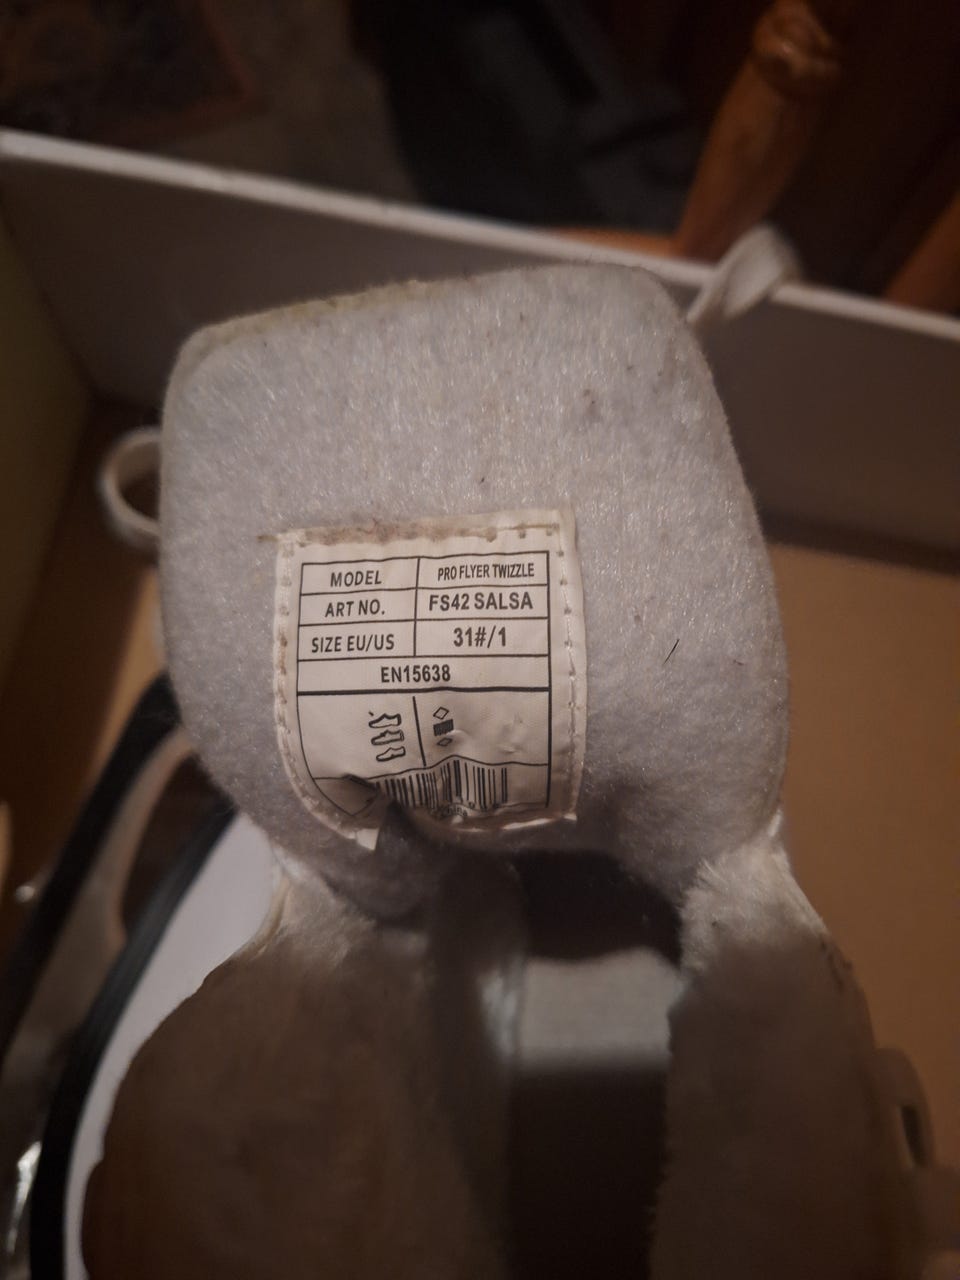 MODEL PRO FLYER TWIZZLE
ART NO. FS42 SALSA
SIZE EU/US 31#/1
EN15638